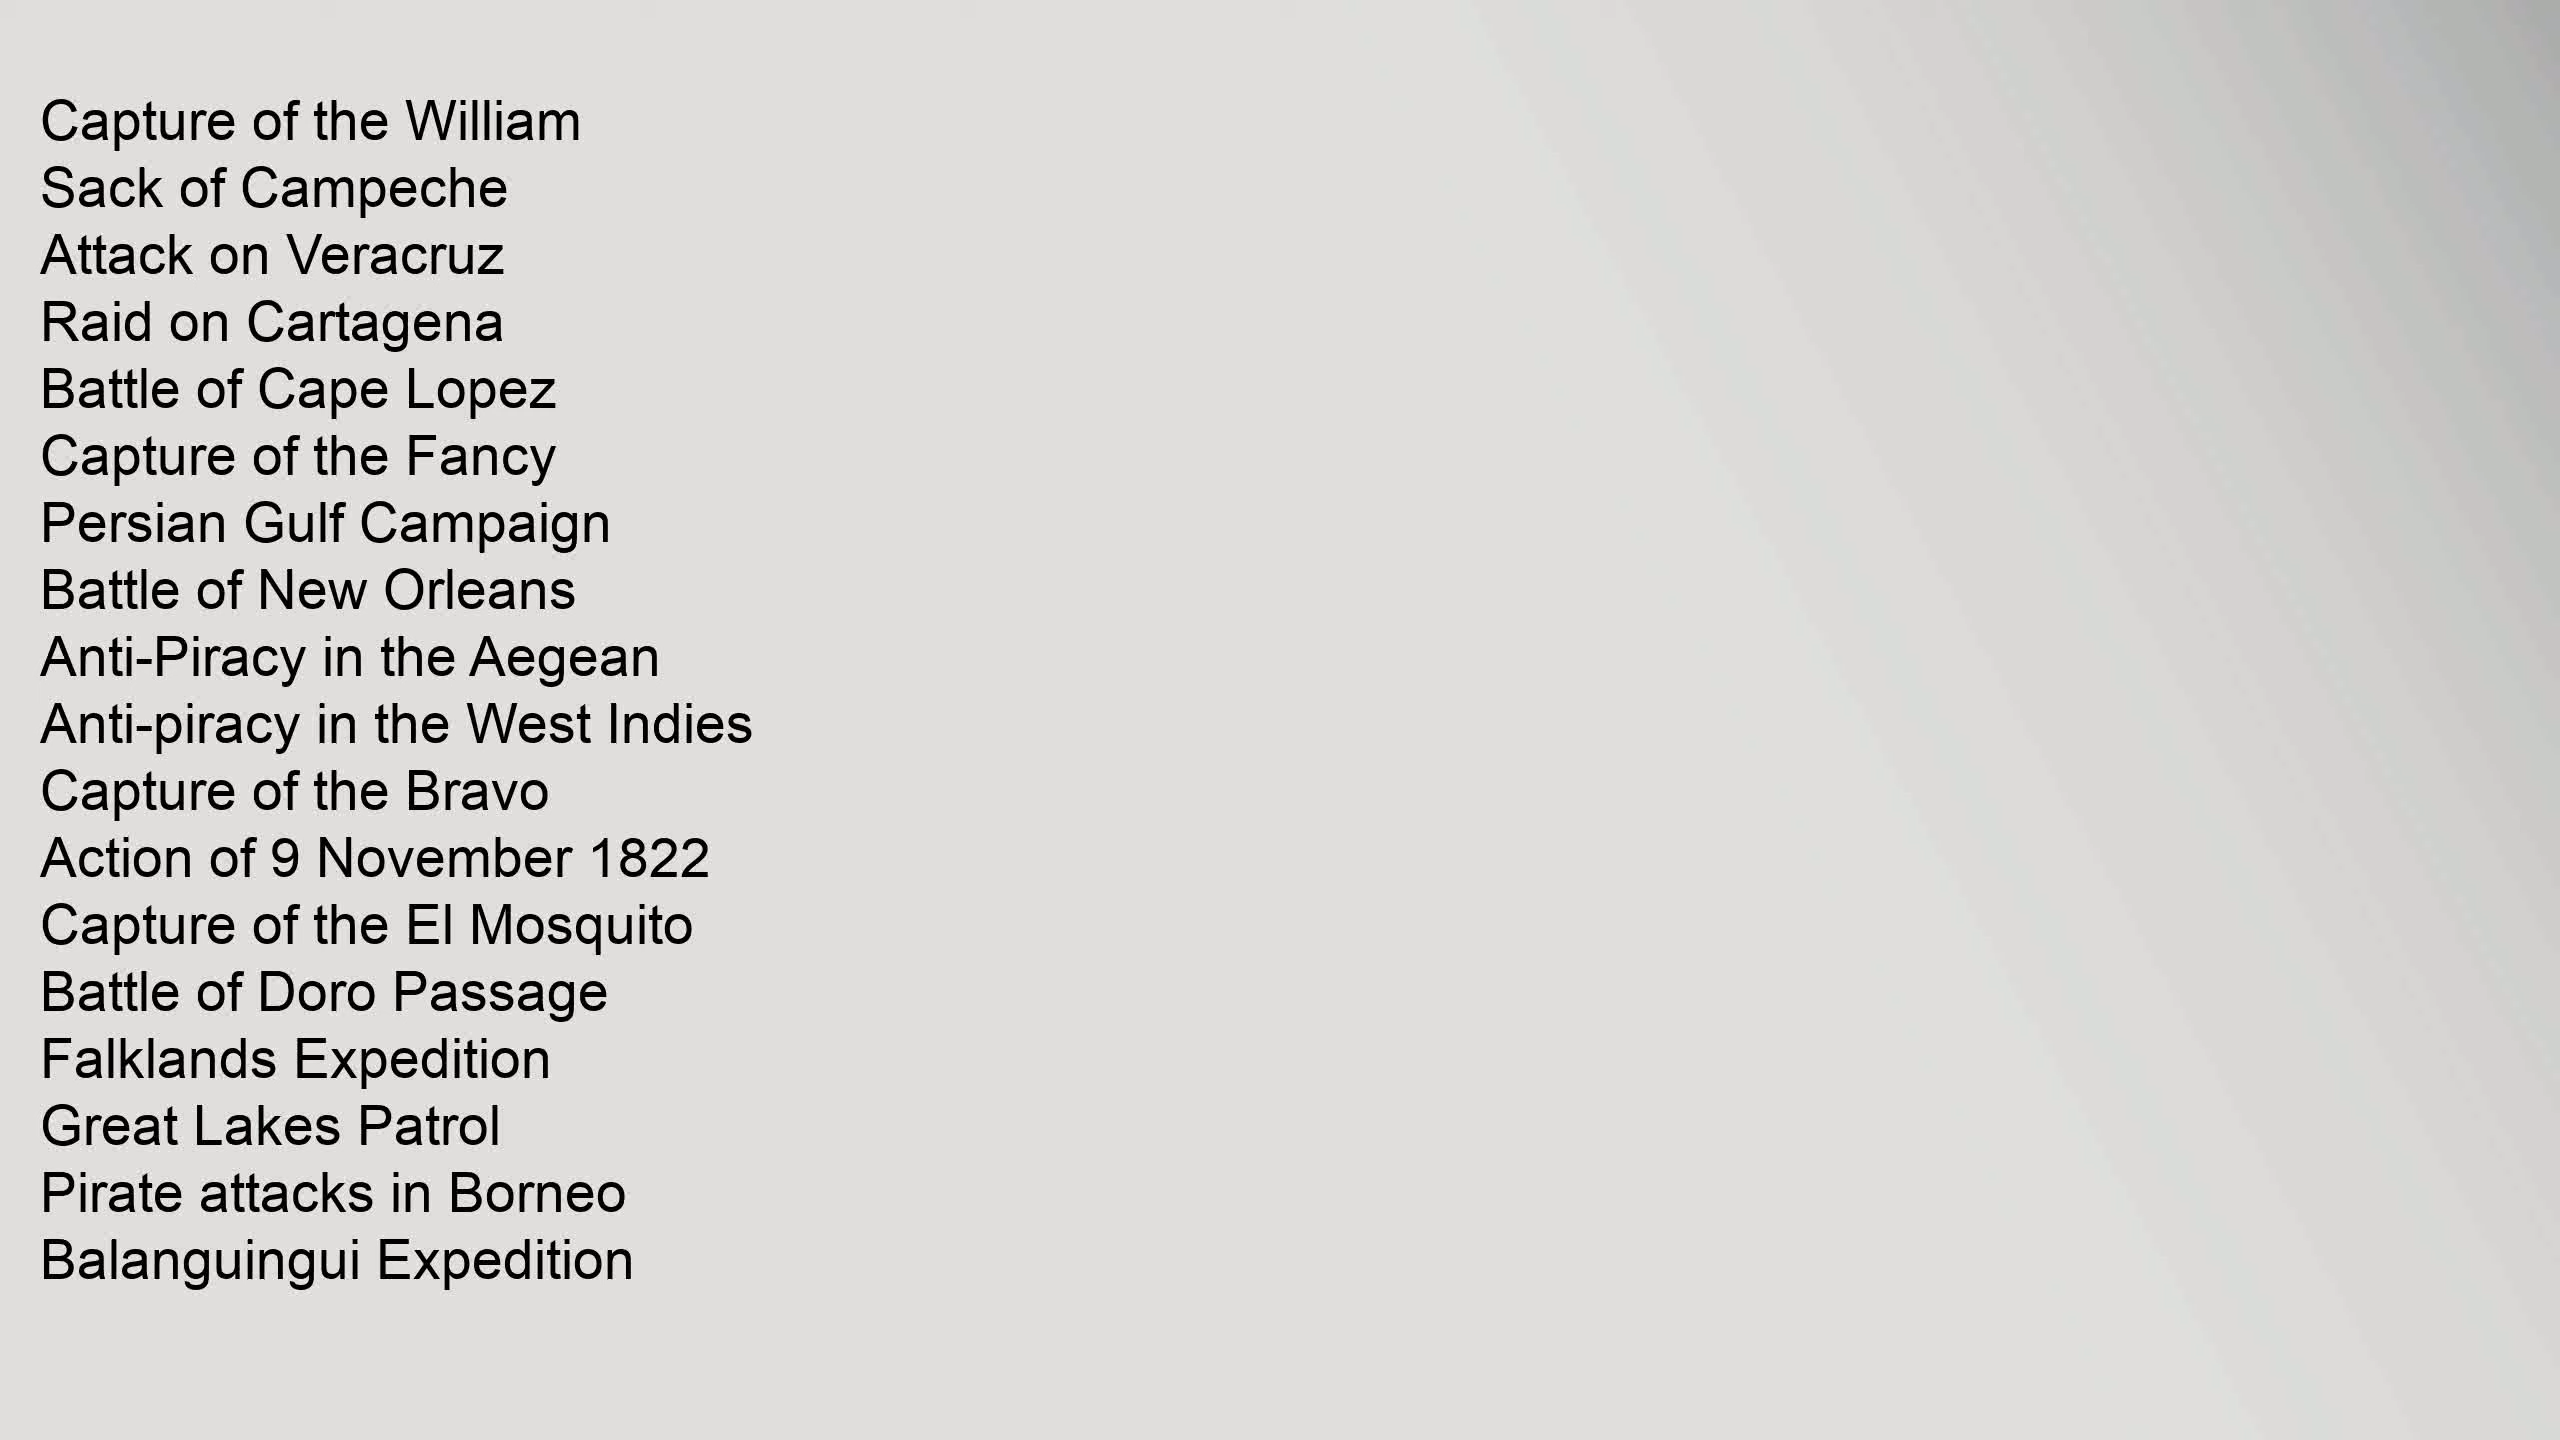 Capture of the William
Sack of Campeche
Attack on Veracruz
Raid on Cartagena
Battle of Cape Lopez
Capture of the Fancy
Persian Gulf Campaign
Battle of New Orleans
Anti-Piracy in the Aegean
Anti-piracy in the West Indies
Capture of the Bravo
Action of 9 November 1822
Capture of the El Mosquito
Battle of Doro Passage
Falklands Expedition
Great Lakes Patrol
Pirate attacks in Borneo
Balanguingui Expedition